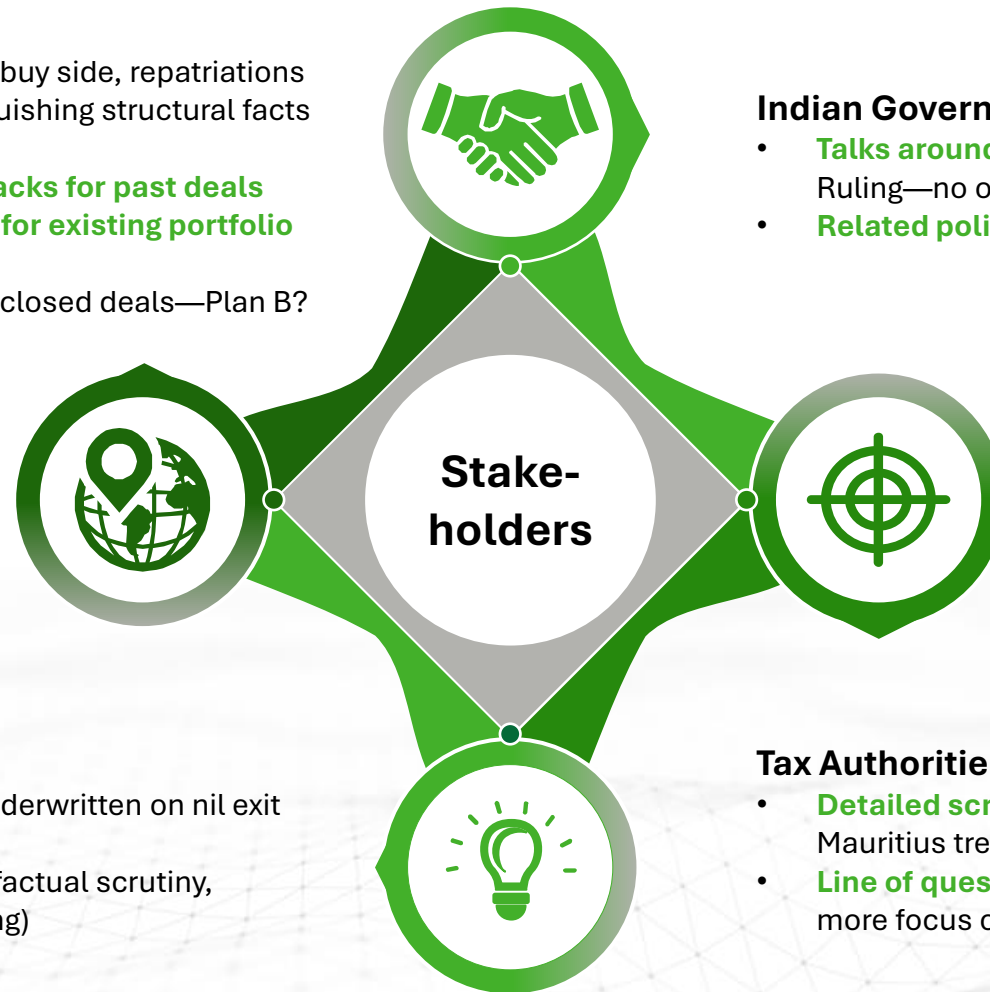 buy side, repatriations
uishing structural facts
acks for past deals
for existing portfolio
closed deals—Plan B?
Indian Govern
• Talks around
Ruling—no o
• Related poli
Stake-
holders
derwritten on nil exit
factual scrutiny,
ng)
Tax Authoritie
• Detailed scr
Mauritius tre
• Line of ques
more focus o